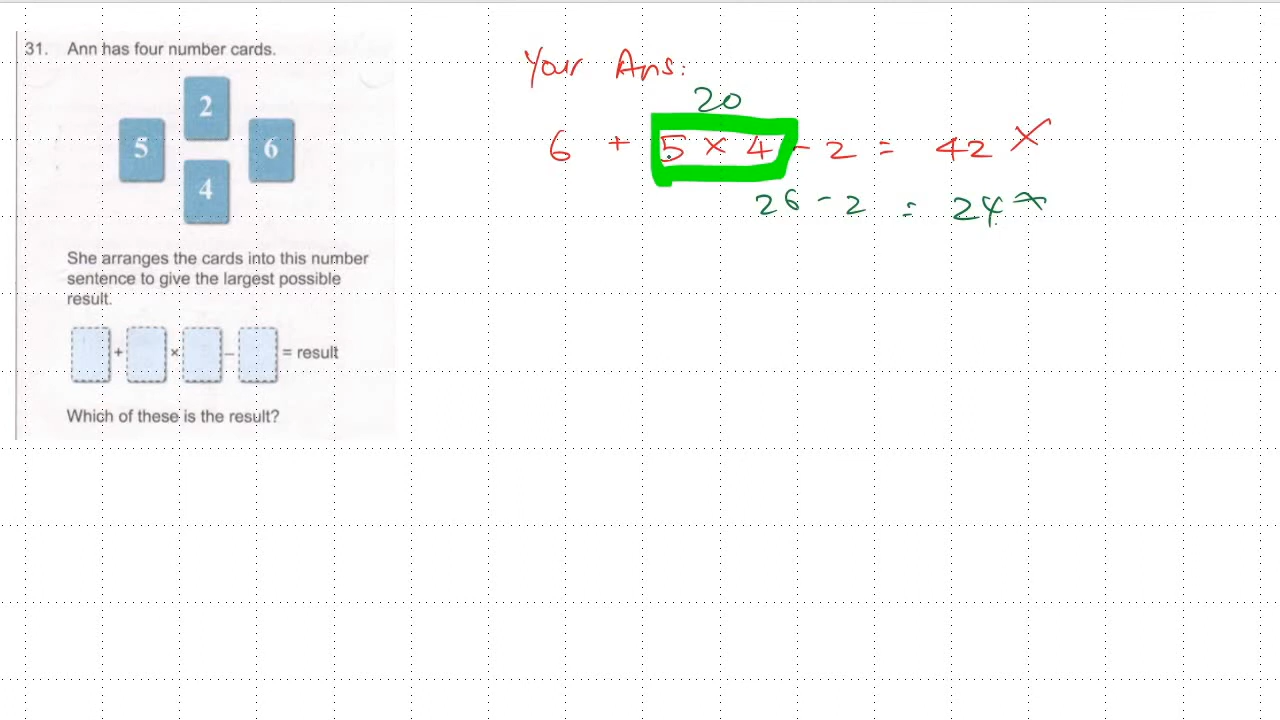 31. Ann has four number cards.
2
5 6
4
She arranges the cards into this number
sentence to give the largest possible
result.
+ × – = result
Which of these is the result?
Your Ans:
20
6 + 5 × 4 - 2 = 42 ×
26 - 2 = 24